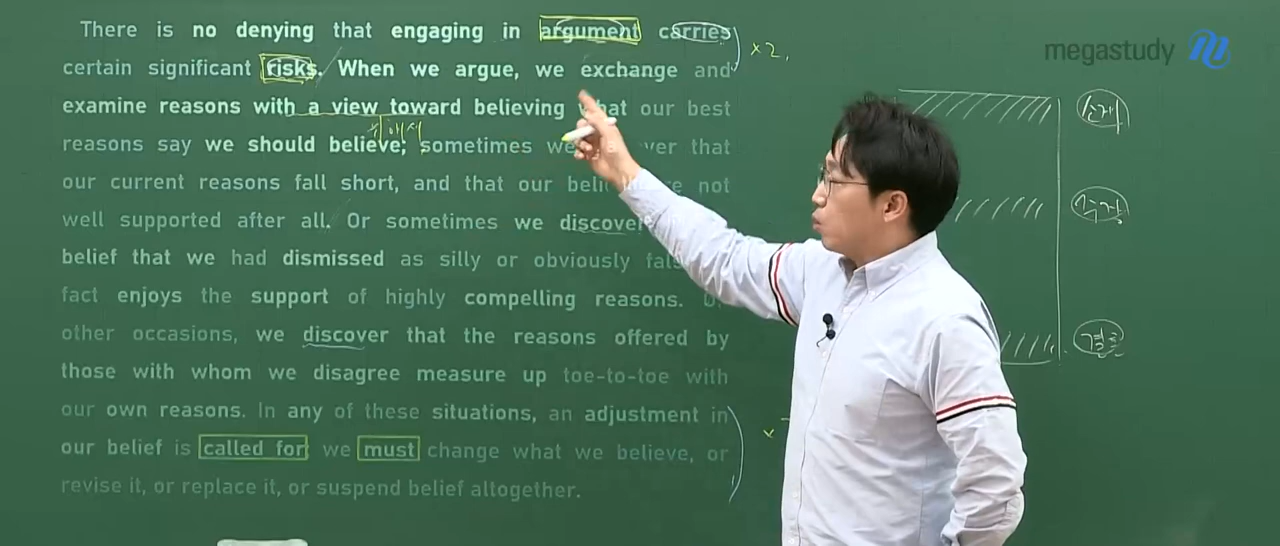 There is no denying that engaging in argument carries
certain significant risks. When we argue, we exchange and
examine reasons with a view toward believing what our best
reasons say we should believe; sometimes we that
our current reasons fall short, and that our not
well supported after all. Or sometimes we discover
belief that we had dismissed as silly or obviously
fact enjoys the support of highly compelling reasons.
other occasions, we discover that the reasons offered by
those with whom we disagree measure up toe-to-toe with
our own reasons. In any of these situations, an adjustment in
our belief is called for we must change what we believe, or
revise it, or replace it, or suspend belief altogether.
×2.
megastudy
소재
결론